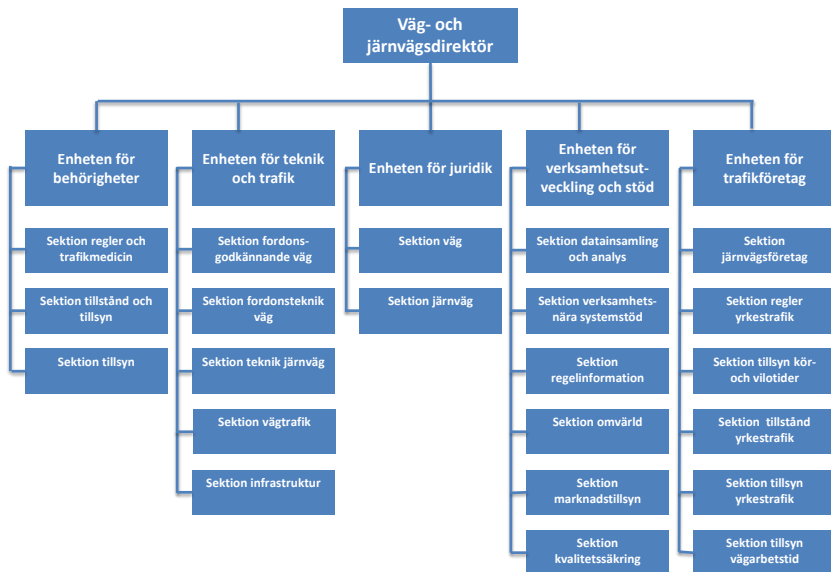 Väg- och
järnvägsdirektör
Enheten för
behörigheter
Sektion regler och
trafikmedicin
Sektion tillstånd och
tillsyn
Sektion tillsyn
Enheten för teknik
och trafik
Sektion fordons-
godkännande väg
Sektion fordonsteknik
väg
Sektion teknik järnväg
Sektion vägtrafik
Sektion infrastruktur
Enheten för juridik
Sektion väg
Sektion järnväg
Enheten för
verksamhetsut-
veckling och stöd
Sektion datainsamling
och analys
Sektion verksamhets-
nära systemstöd
Sektion
regelinformation
Sektion omvärld
Sektion
marknadstillsyn
Sektion
kvalitetssäkring
Enheten för
trafikföretag
Sektion
järnvägsföretag
Sektion regler
yrkestrafik
Sektion tillsyn kör-
och vilotider
Sektion tillstånd
yrkestrafik
Sektion tillsyn
yrkestrafik
Sektion tillsyn
vägarbetstid